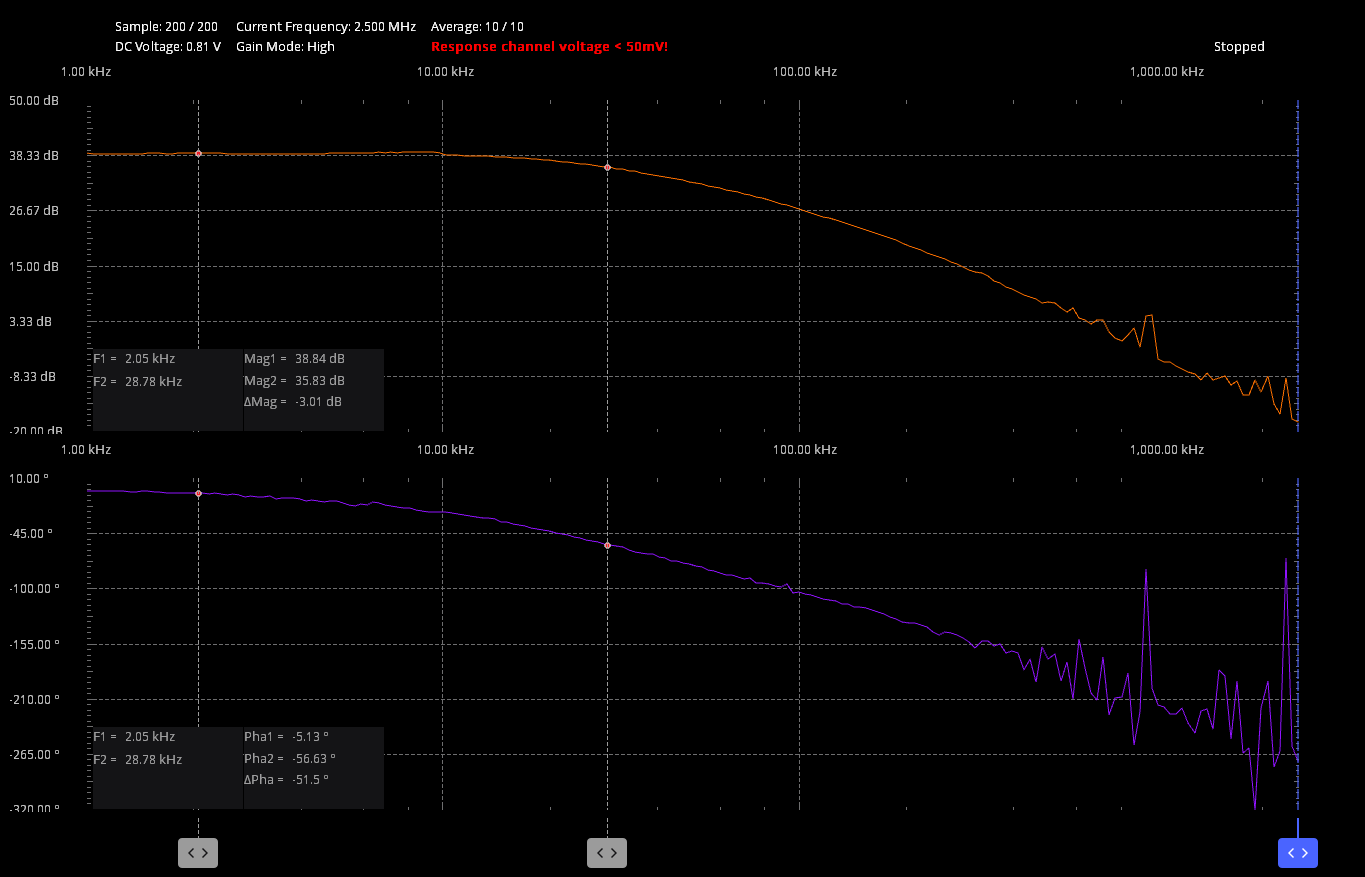 Sample: 200 / 200 Current Frequency: 2.500 MHz Average: 10 / 10
DC Voltage: 0.81 V Gain Mode: High Response channel voltage < 50mV! Stopped
1.00 kHz 10.00 kHz 100.00 kHz 1,000.00 kHz
50.00 dB
38.33 dB
26.67 dB
15.00 dB
3.33 dB
F1 = 2.05 kHz Mag1 = 38.84 dB
-8.33 dB
F2 = 28.78 kHz Mag2 = 35.83 dB
ΔMag = -3.01 dB
-20.00 dB
1.00 kHz 10.00 kHz 100.00 kHz 1,000.00 kHz
10.00 °
-45.00 °
-100.00 °
-155.00 °
-210.00 °
F1 = 2.05 kHz Pha1 = -5.13 °
-265.00 °
F2 = 28.78 kHz Pha2 = -56.63 °
ΔPha = -51.5 °
-320.00 °